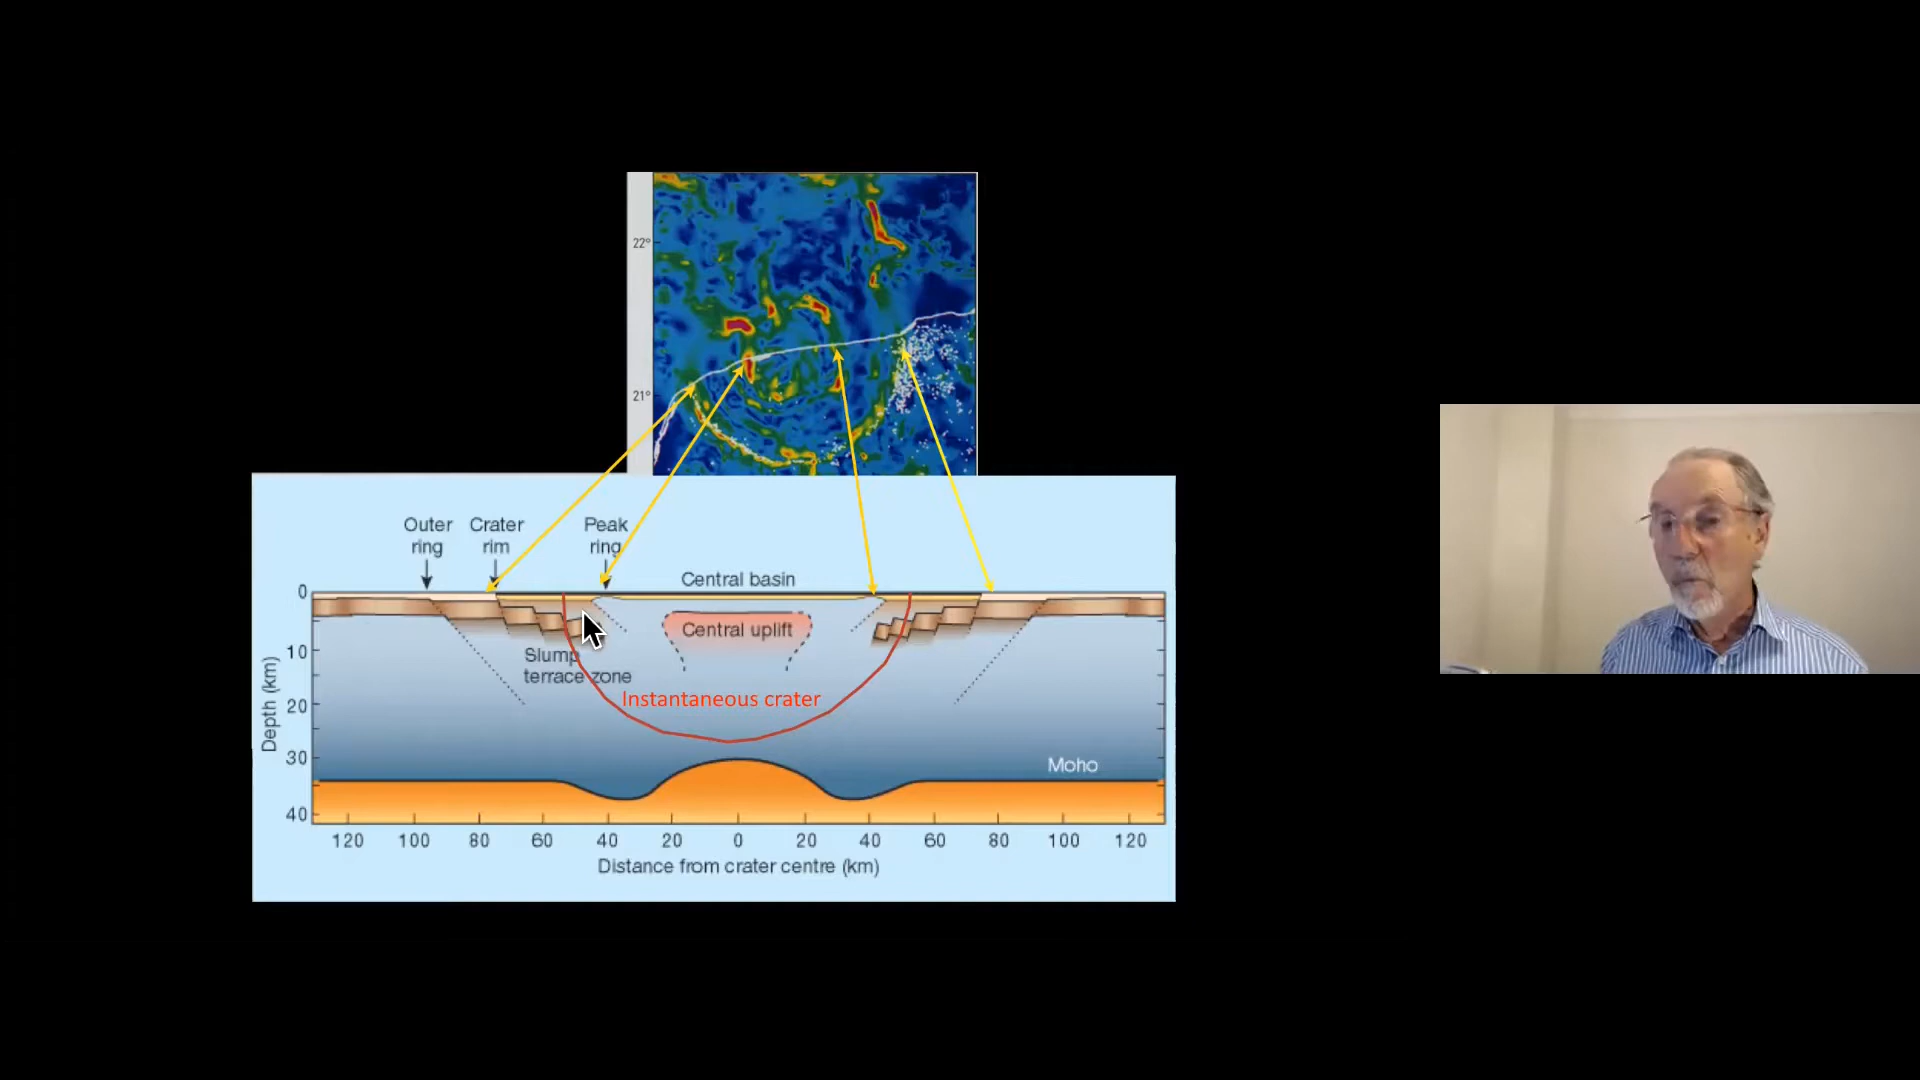 22°
21°
Outer ring
Crater rim
Peak ring
Central basin
Central uplift
Slump terrace zone
Instantaneous crater
Moho
Depth (km)
0
10
20
30
40
120 100 80 60 40 20 0 20 40 60 80 100 120
Distance from crater centre (km)